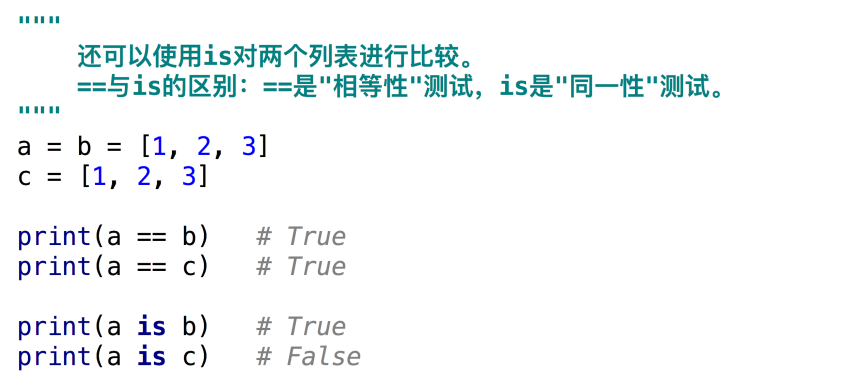 """
    还可以使用is对两个列表进行比较。
    ==与is的区别：==是"相等性"测试，is是"同一性"测试。
"""
a = b = [1, 2, 3]
c = [1, 2, 3]

print(a == b)   # True
print(a == c)   # True

print(a is b)   # True
print(a is c)   # False